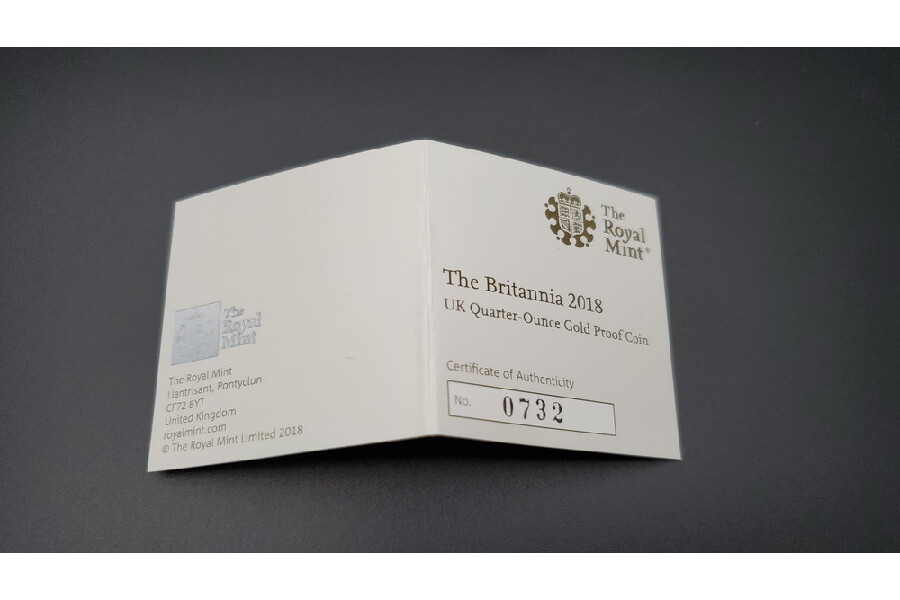 The
Royal
Mint
The Royal Mint
Llantrisant, Pontyclun
CF72 8YT
United Kingdom
royalmint.com
© The Royal Mint Limited 2018
The
Royal
Mint®
The Britannia 2018
UK Quarter-Ounce Gold Proof Coin
Certificate of Authenticity
No. 0732